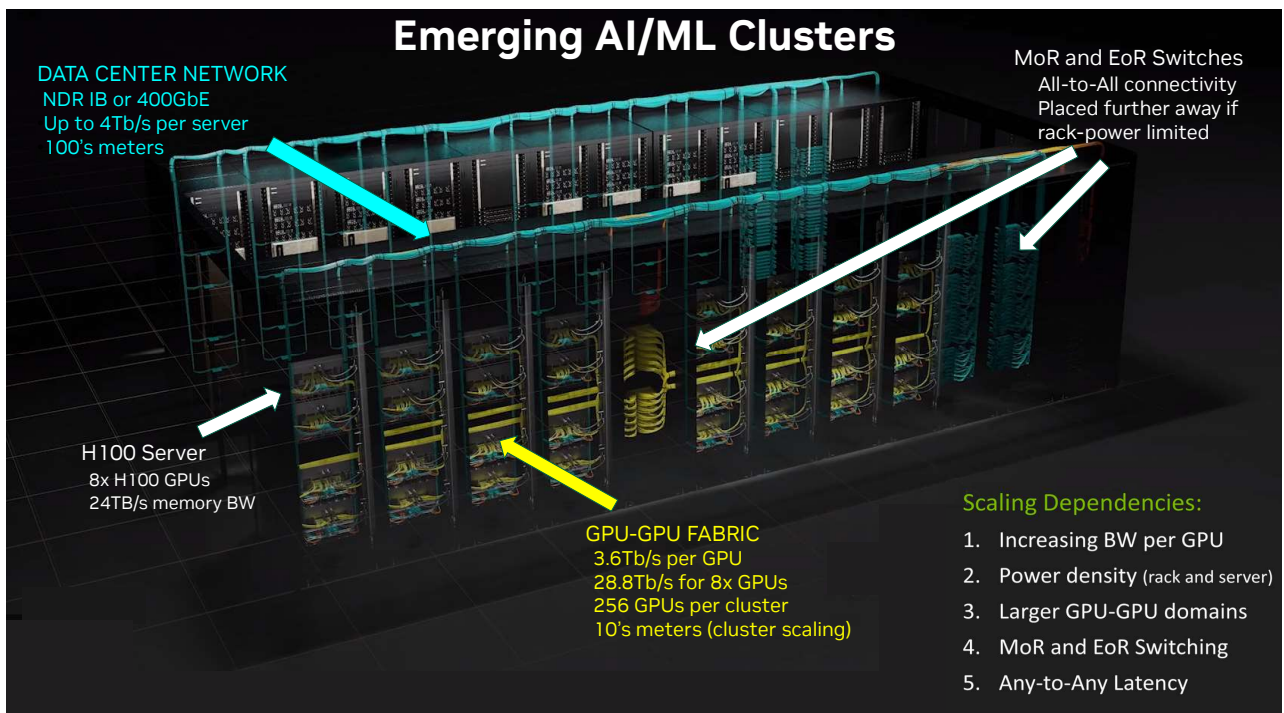 Emerging AI/ML Clusters
DATA CENTER NETWORK
NDR IB or 400GbE
Up to 4Tb/s per server
100's meters
MoR and EoR Switches
All-to-All connectivity
Placed further away if
rack-power limited
H100 Server
8x H100 GPUs
24TB/s memory BW
GPU-GPU FABRIC
3.6Tb/s per GPU
28.8Tb/s for 8x GPUs
256 GPUs per cluster
10's meters (cluster scaling)
Scaling Dependencies:
1. Increasing BW per GPU
2. Power density (rack and server)
3. Larger GPU-GPU domains
4. MoR and EoR Switching
5. Any-to-Any Latency